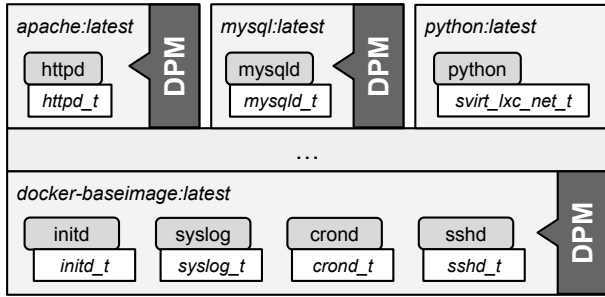 apache:latest
httpd
httpd_t
DPM
mysql:latest
mysqld
mysqld_t
DPM
python:latest
python
svirt_lxc_net_t
...
docker-baseimage:latest
initd
initd_t
syslog
syslog_t
crond
crond_t
sshd
sshd_t
DPM